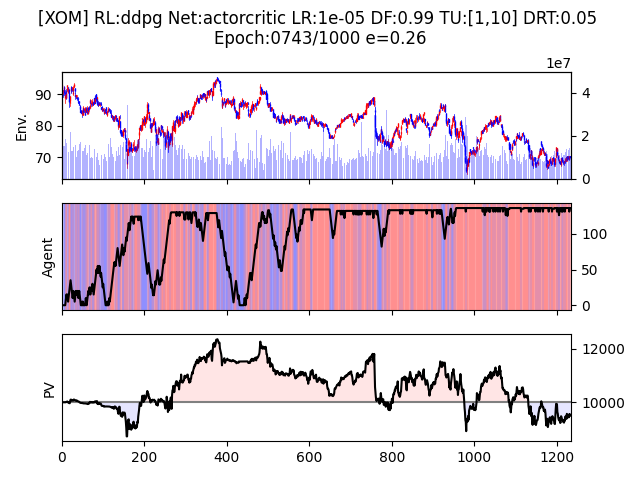 [XOM] RL:ddpg Net:actorcritic LR:1e-05 DF:0.99 TU:[1,10] DRT:0.05
Epoch:0743/1000 e=0.26
1e7
Env.
90
80
70
4
2
0
Agent
100
50
0
PV
12000
10000
0 200 400 600 800 1000 1200